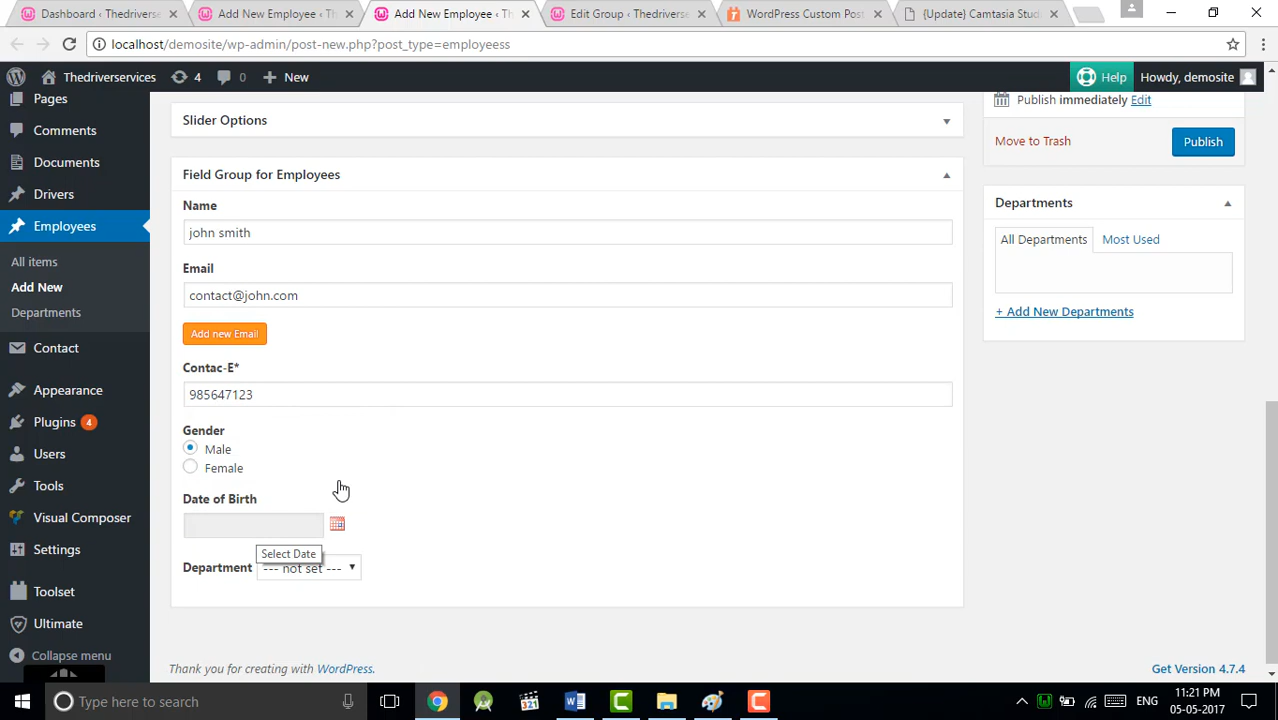 Dashboard ‹ Thedriverse
Add New Employee ‹ Th
Add New Employee ‹ Th
Edit Group ‹ Thedriverse
WordPress Custom Pos
{Update} Camtasia Stud
localhost/demosite/wp-admin/post-new.php?post_type=employeess
Thedriverservices
4
0
New
Help
Howdy, demosite
Pages
Comments
Documents
Drivers
Employees
All items
Add New
Departments
Contact
Appearance
Plugins 4
Users
Tools
Visual Composer
Settings
Toolset
Ultimate
Collapse menu
Slider Options
Field Group for Employees
Name
john smith
Email
contact@john.com
Add new Email
Contac-E*
985647123
Gender
Male
Female
Date of Birth
Select Date
Department --- not set ---
Publish immediately Edit
Move to Trash
Publish
Departments
All Departments
Most Used
+ Add New Departments
Thank you for creating with WordPress.
Get Version 4.7.4
Type here to search
321
ENG
11:21 PM
05-05-2017